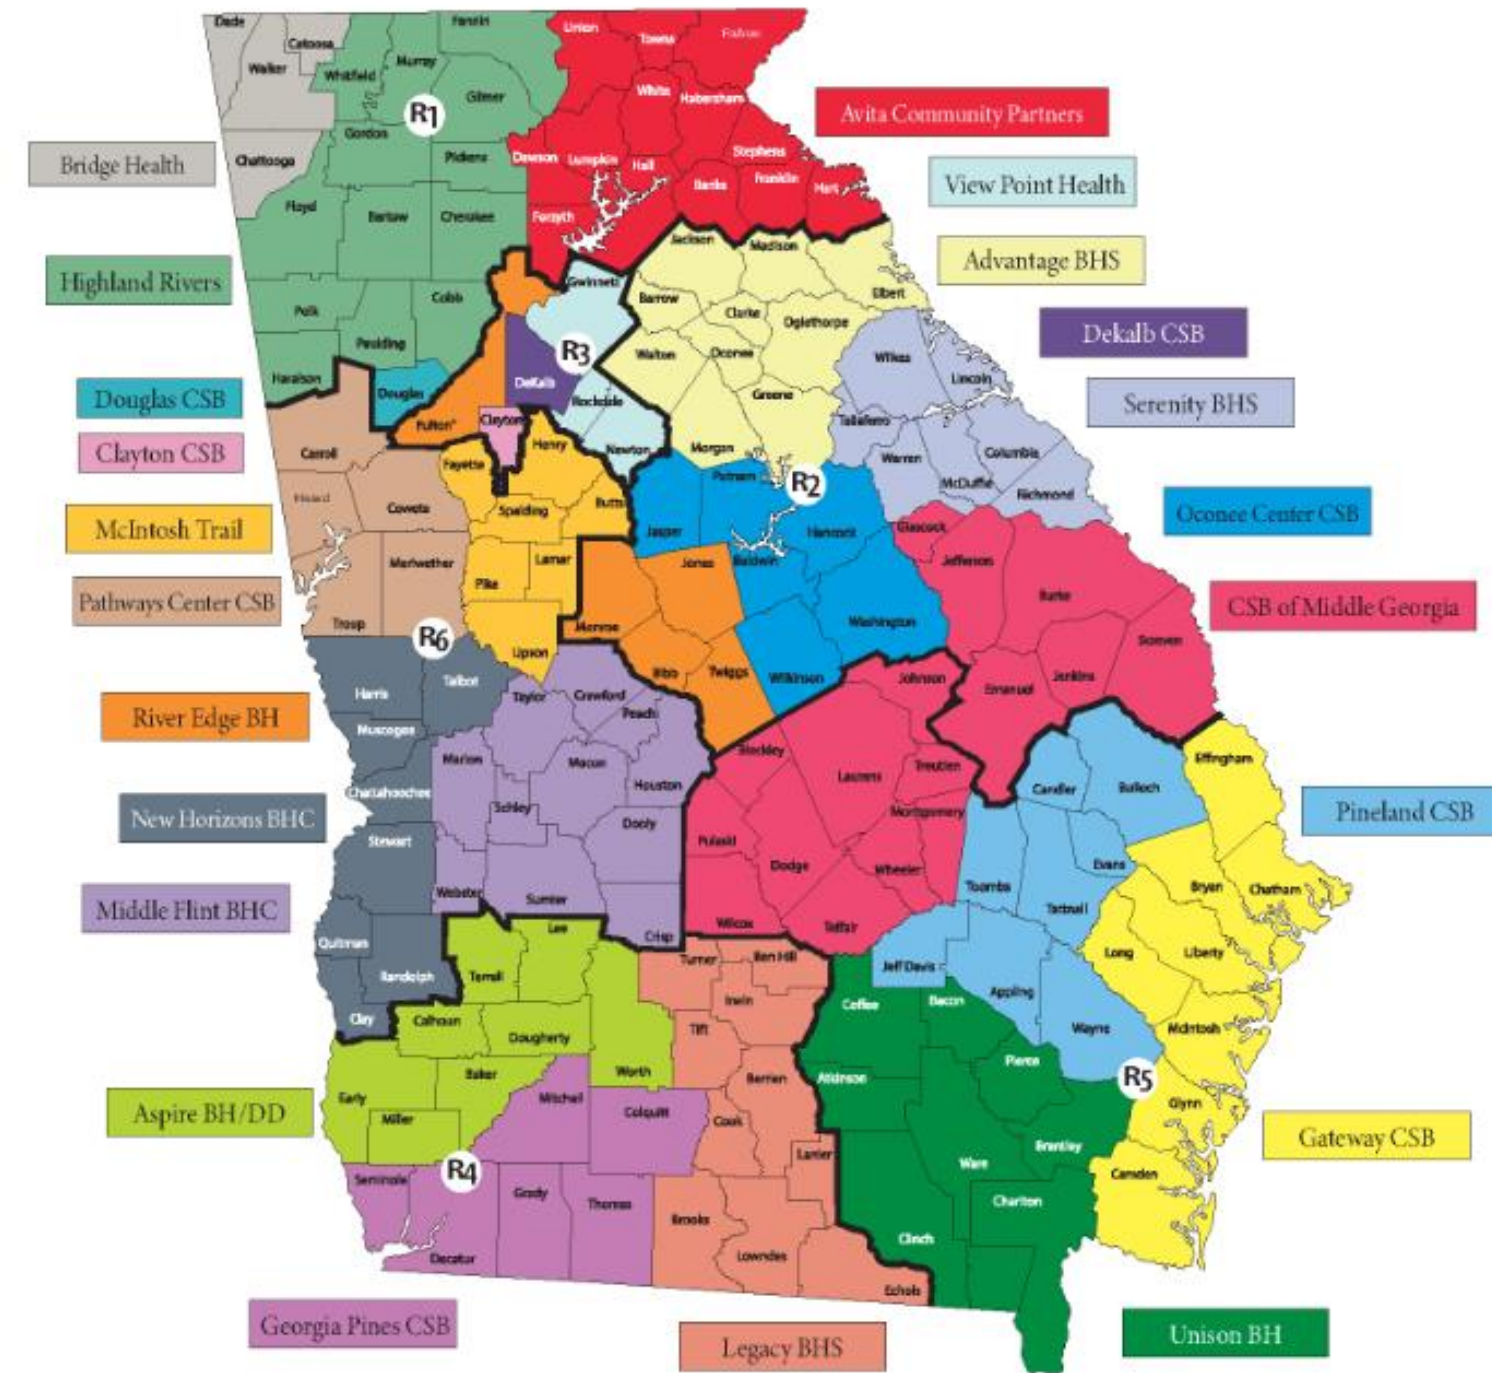 Dade
Fannin
Union
Towns
Rabun
Catoosa
Walker
Whitfield
Murray
Gilmer
White
Habersham
R1
Avita Community Partners
Gordon
Chattooga
Pickens
Dawson
Lumpkin
Hall
Stephens
Bridge Health
Banks
Franklin
Hart
View Point Health
Floyd
Bartow
Cherokee
Forsyth
Jackson
Madison
Advantage BHS
Highland Rivers
Gwinnett
Elbert
Polk
Cobb
Barrow
Clarke
Oglethorpe
Dekalb CSB
Paulding
R3
Walton
Oconee
Wilkes
Lincoln
Haralson
DeKalb
Douglas CSB
Douglas
Rockdale
Greene
Serenity BHS
Fulton*
Clayton
Taliaferro
Clayton CSB
Carroll
Henry
Newton
Morgan
Warren
Columbia
Fayette
Putnam
R2
McDuffie
Richmond
Heard
Coweta
Spalding
Butts
Oconee Center CSB
McIntosh Trail
Jasper
Hancock
Glascock
Meriwether
Lamar
Jones
Baldwin
Jefferson
Pike
Pathways Center CSB
Burke
CSB of Middle Georgia
Troup
Monroe
Washington
R6
Upson
Screven
Talbot
Bibb
Twiggs
Wilkinson
Johnson
Jenkins
Emanuel
Harris
Taylor
Crawford
Peach
River Edge BH
Muscogee
Marion
Macon
Bleckley
Effingham
Houston
Laurens
Treutlen
Candler
Bulloch
Chattahoochee
Schley
New Horizons BHC
Dooly
Montgomery
Pineland CSB
Stewart
Pulaski
Dodge
Wheeler
Evans
Webster
Sumter
Toombs
Bryan
Chatham
Middle Flint BHC
Tattnall
Wilcox
Telfair
Quitman
Lee
Crisp
Randolph
Terrell
Turner
Ben Hill
Jeff Davis
Long
Liberty
Clay
Calhoun
Irwin
Coffee
Bacon
Appling
Dougherty
Tift
Wayne
McIntosh
Baker
Worth
Berrien
Atkinson
Pierce
R5
Early
Mitchell
Aspire BH/DD
Miller
Colquitt
Cook
Glynn
Gateway CSB
Lanier
Ware
Brantley
R4
Seminole
Grady
Thomas
Camden
Charlton
Brooks
Clinch
Decatur
Lowndes
Echols
Georgia Pines CSB
Legacy BHS
Unison BH